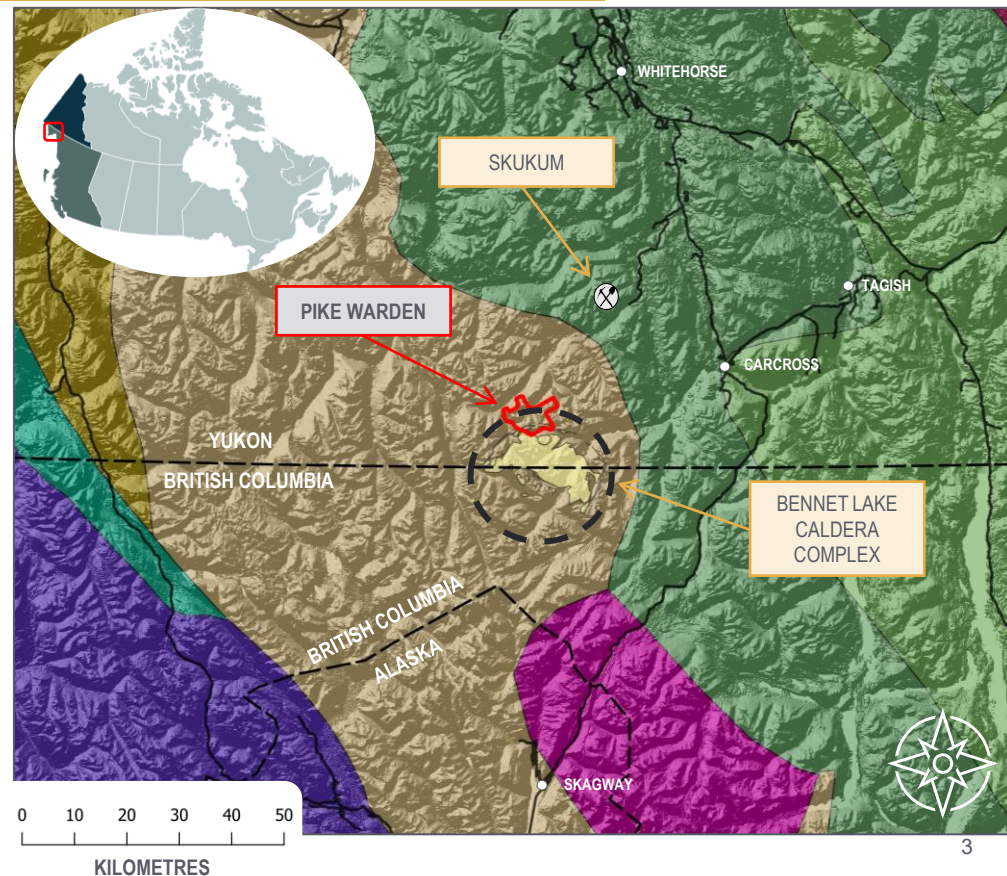 WHITEHORSE
SKUKUM
TAGISH
PIKE WARDEN
CARCROSS
YUKON
BRITISH COLUMBIA
BENNET LAKE
CALDERA
COMPLEX
BRITISH COLUMBIA
ALASKA
SKAGWAY
0 10 20 30 40 50
KILOMETRES
3